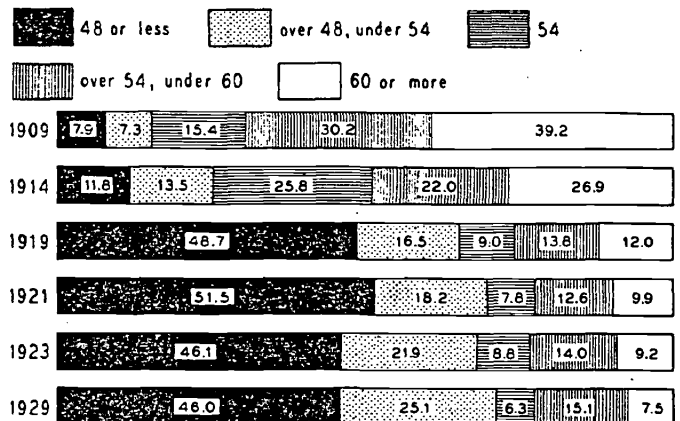 48 or less over 48, under 54 54
over 54, under 60 60 or more
1909 7.9 7.3 15.4 30.2 39.2
1914 11.8 13.5 25.8 22.0 26.9
1919 48.7 16.5 9.0 13.8 12.0
1921 51.5 18.2 7.8 12.6 9.9
1923 46.1 21.9 8.8 14.0 9.2
1929 46.0 25.1 6.3 15.1 7.5